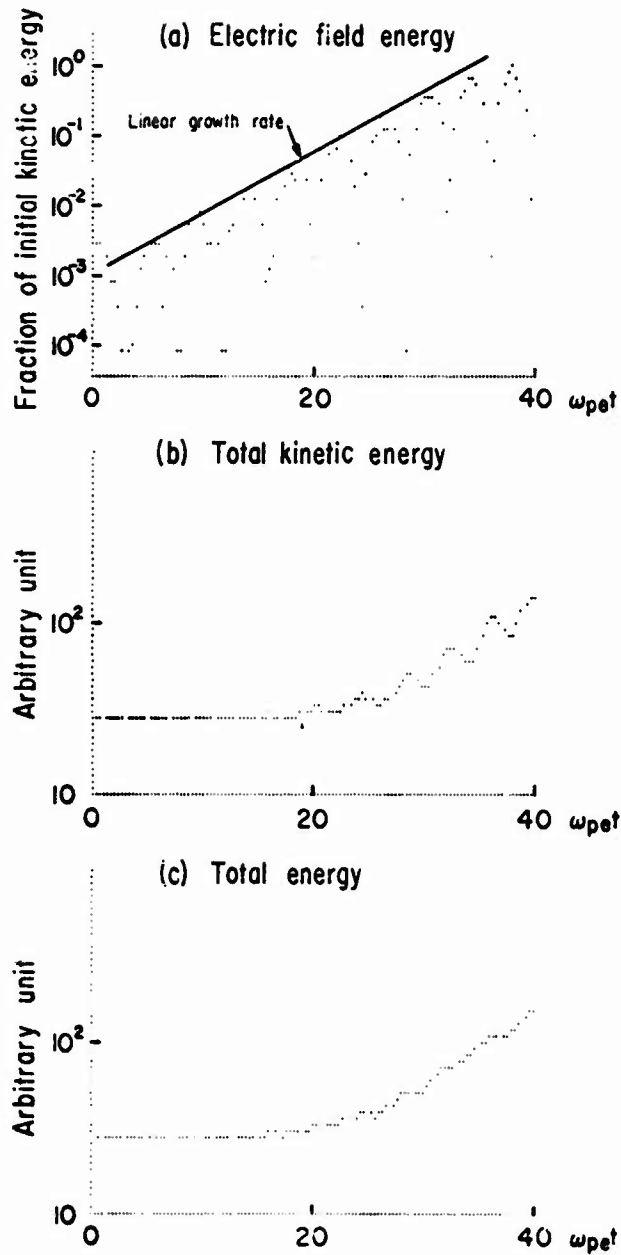 (a) Electric field energy
Fraction of initial kinetic energy
10⁰
10⁻¹
10⁻²
10⁻³
10⁻⁴
Linear growth rate
0 20 40 ωpet
(b) Total kinetic energy
Arbitrary unit
10²
10
0 20 40 ωpet
(c) Total energy
Arbitrary unit
10²
10
0 20 40 ωpet